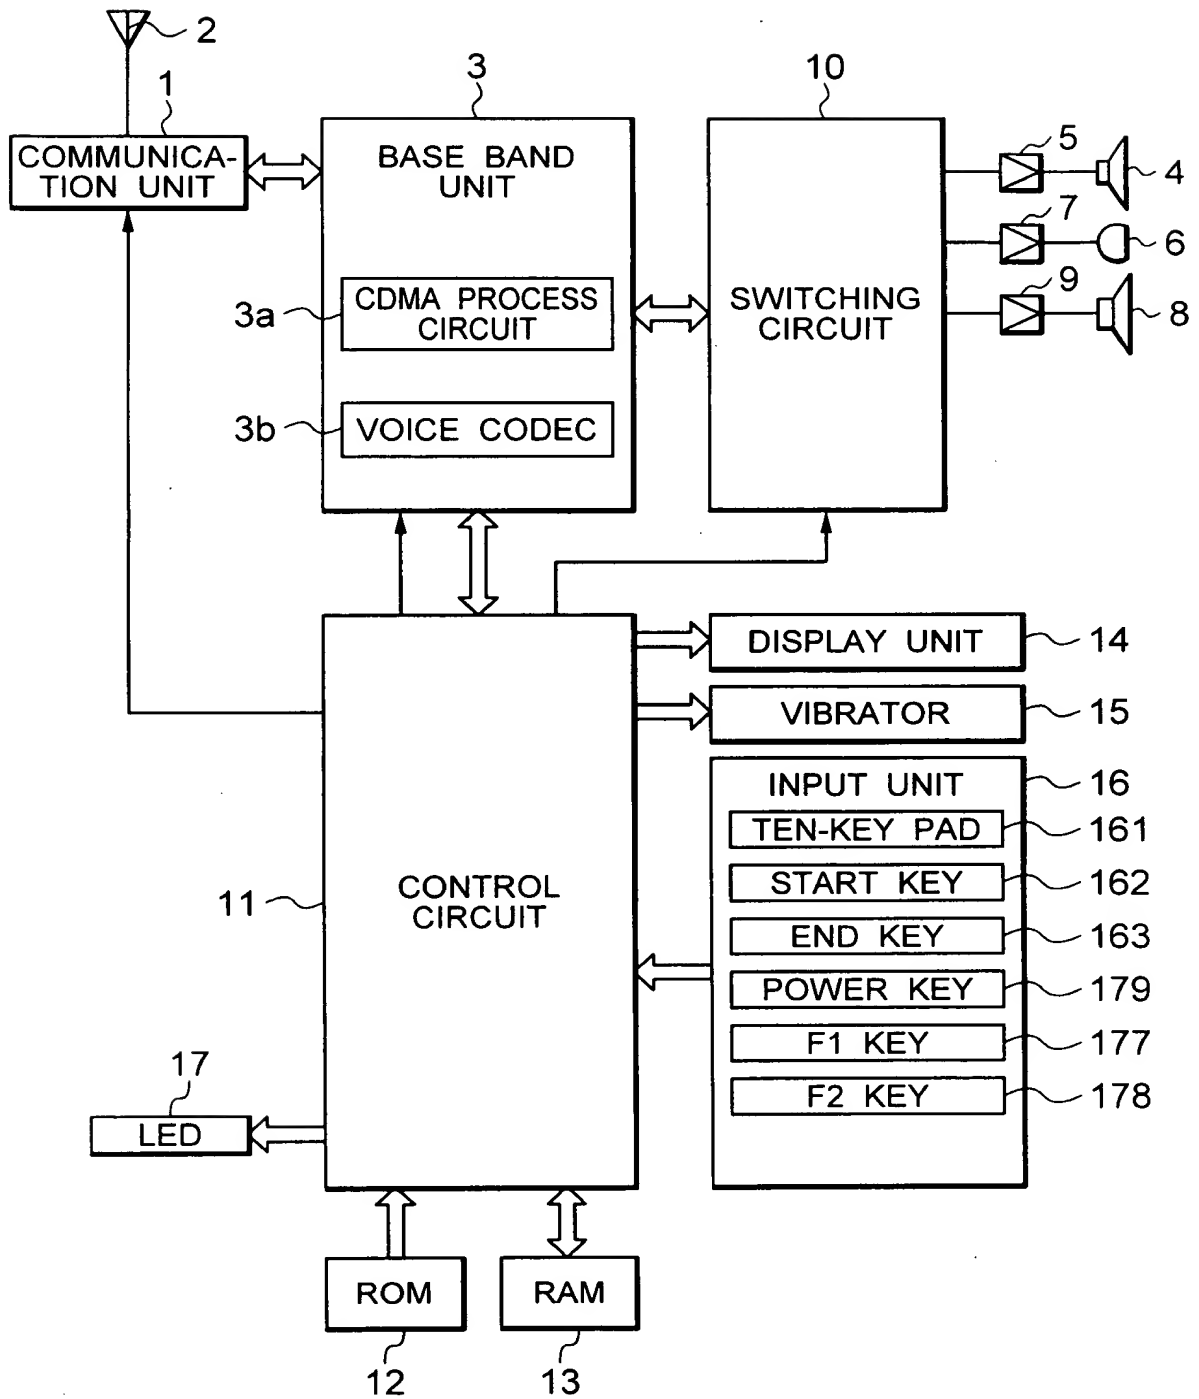 2
1
3
10
COMMUNICA-
TION UNIT
BASE BAND
UNIT
5
4
7
6
9
8
3a
CDMA PROCESS
CIRCUIT
SWITCHING
CIRCUIT
3b
VOICE CODEC
DISPLAY UNIT
14
VIBRATOR
15
INPUT UNIT
16
TEN-KEY PAD
161
START KEY
162
END KEY
163
POWER KEY
179
F1 KEY
177
F2 KEY
178
11
CONTROL
CIRCUIT
17
LED
ROM
RAM
12
13